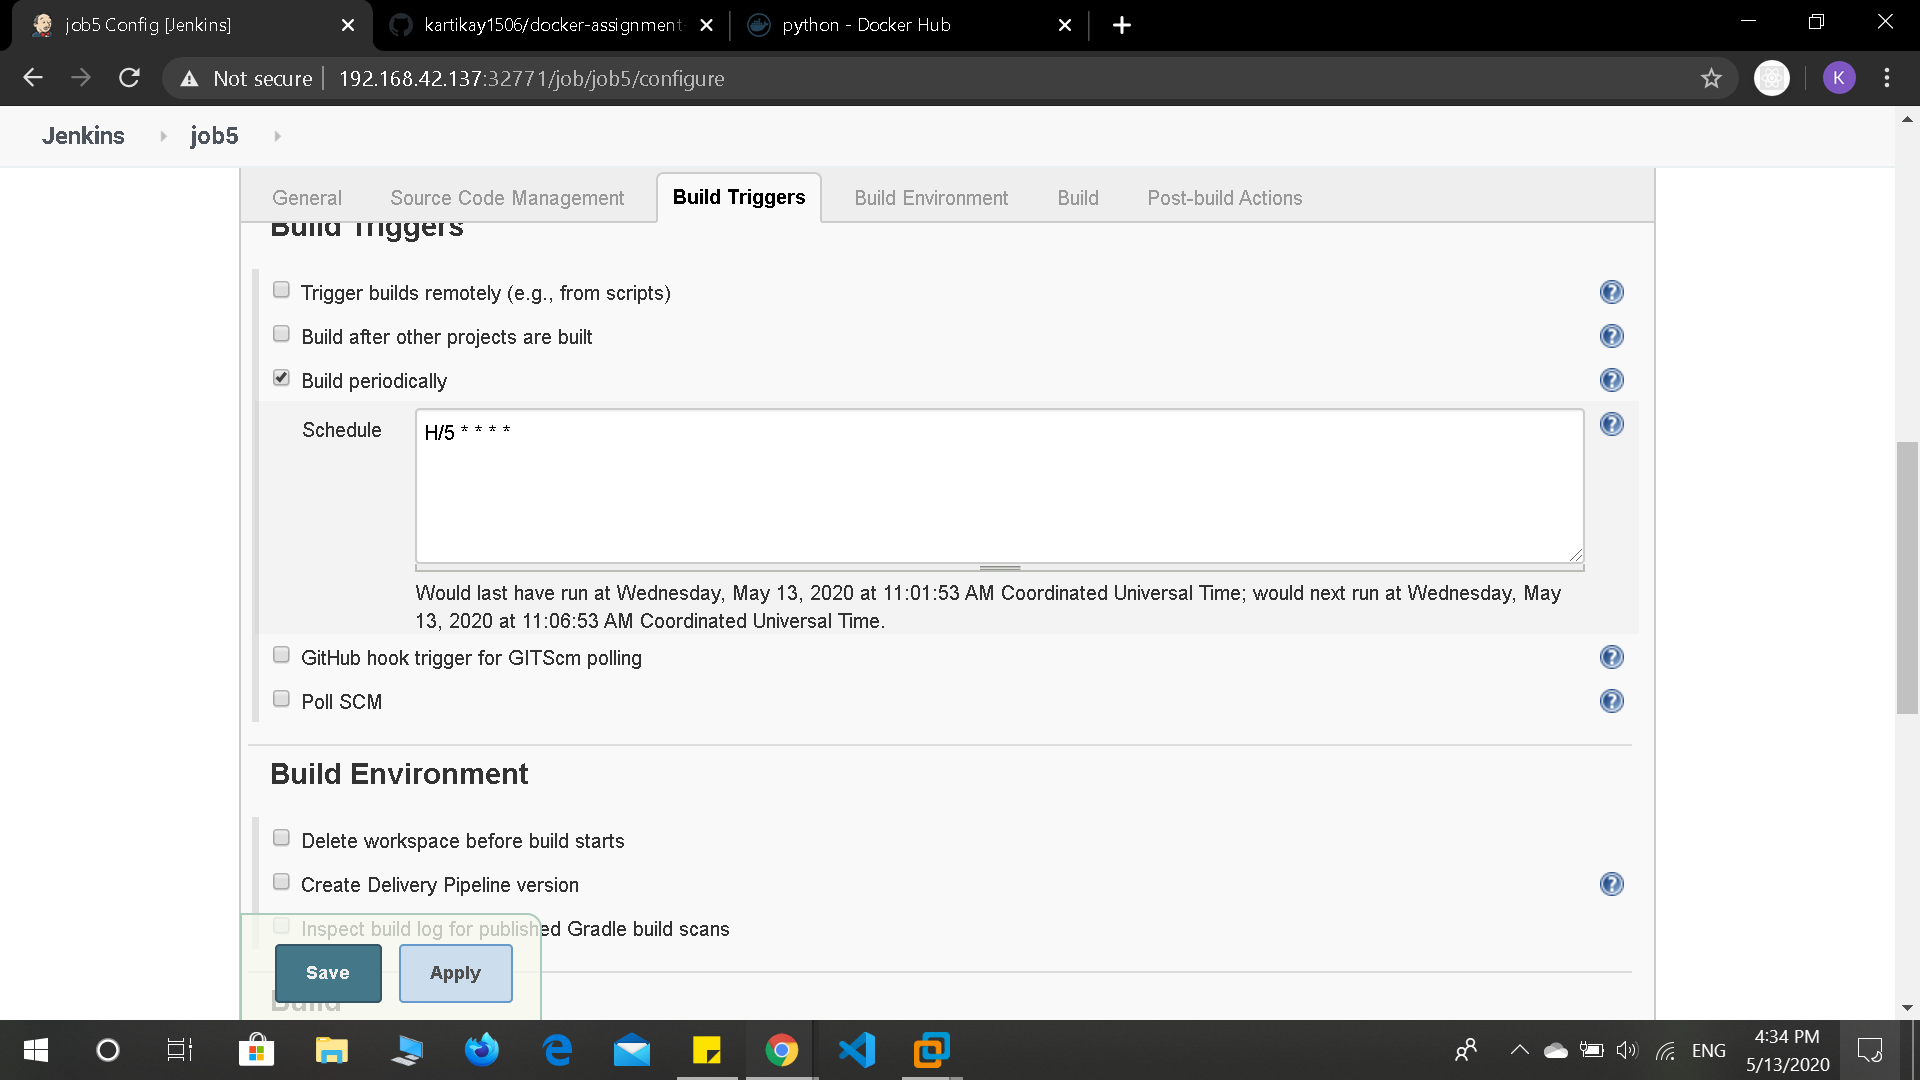 job5 Config [Jenkins]
kartikay1506/docker-assignment-
python - Docker Hub
Not secure
192.168.42.137:32771/job/job5/configure
K
Jenkins
job5
General
Source Code Management
Build Triggers
Build Environment
Build
Post-build Actions
Build Triggers
Trigger builds remotely (e.g., from scripts)
Build after other projects are built
Build periodically
Schedule
H/5 * * * *
Would last have run at Wednesday, May 13, 2020 at 11:01:53 AM Coordinated Universal Time; would next run at Wednesday, May
13, 2020 at 11:06:53 AM Coordinated Universal Time.
GitHub hook trigger for GITScm polling
Poll SCM
Build Environment
Delete workspace before build starts
Create Delivery Pipeline version
Inspect build log for published Gradle build scans
Save
Apply
Build
ENG
4:34 PM
5/13/2020